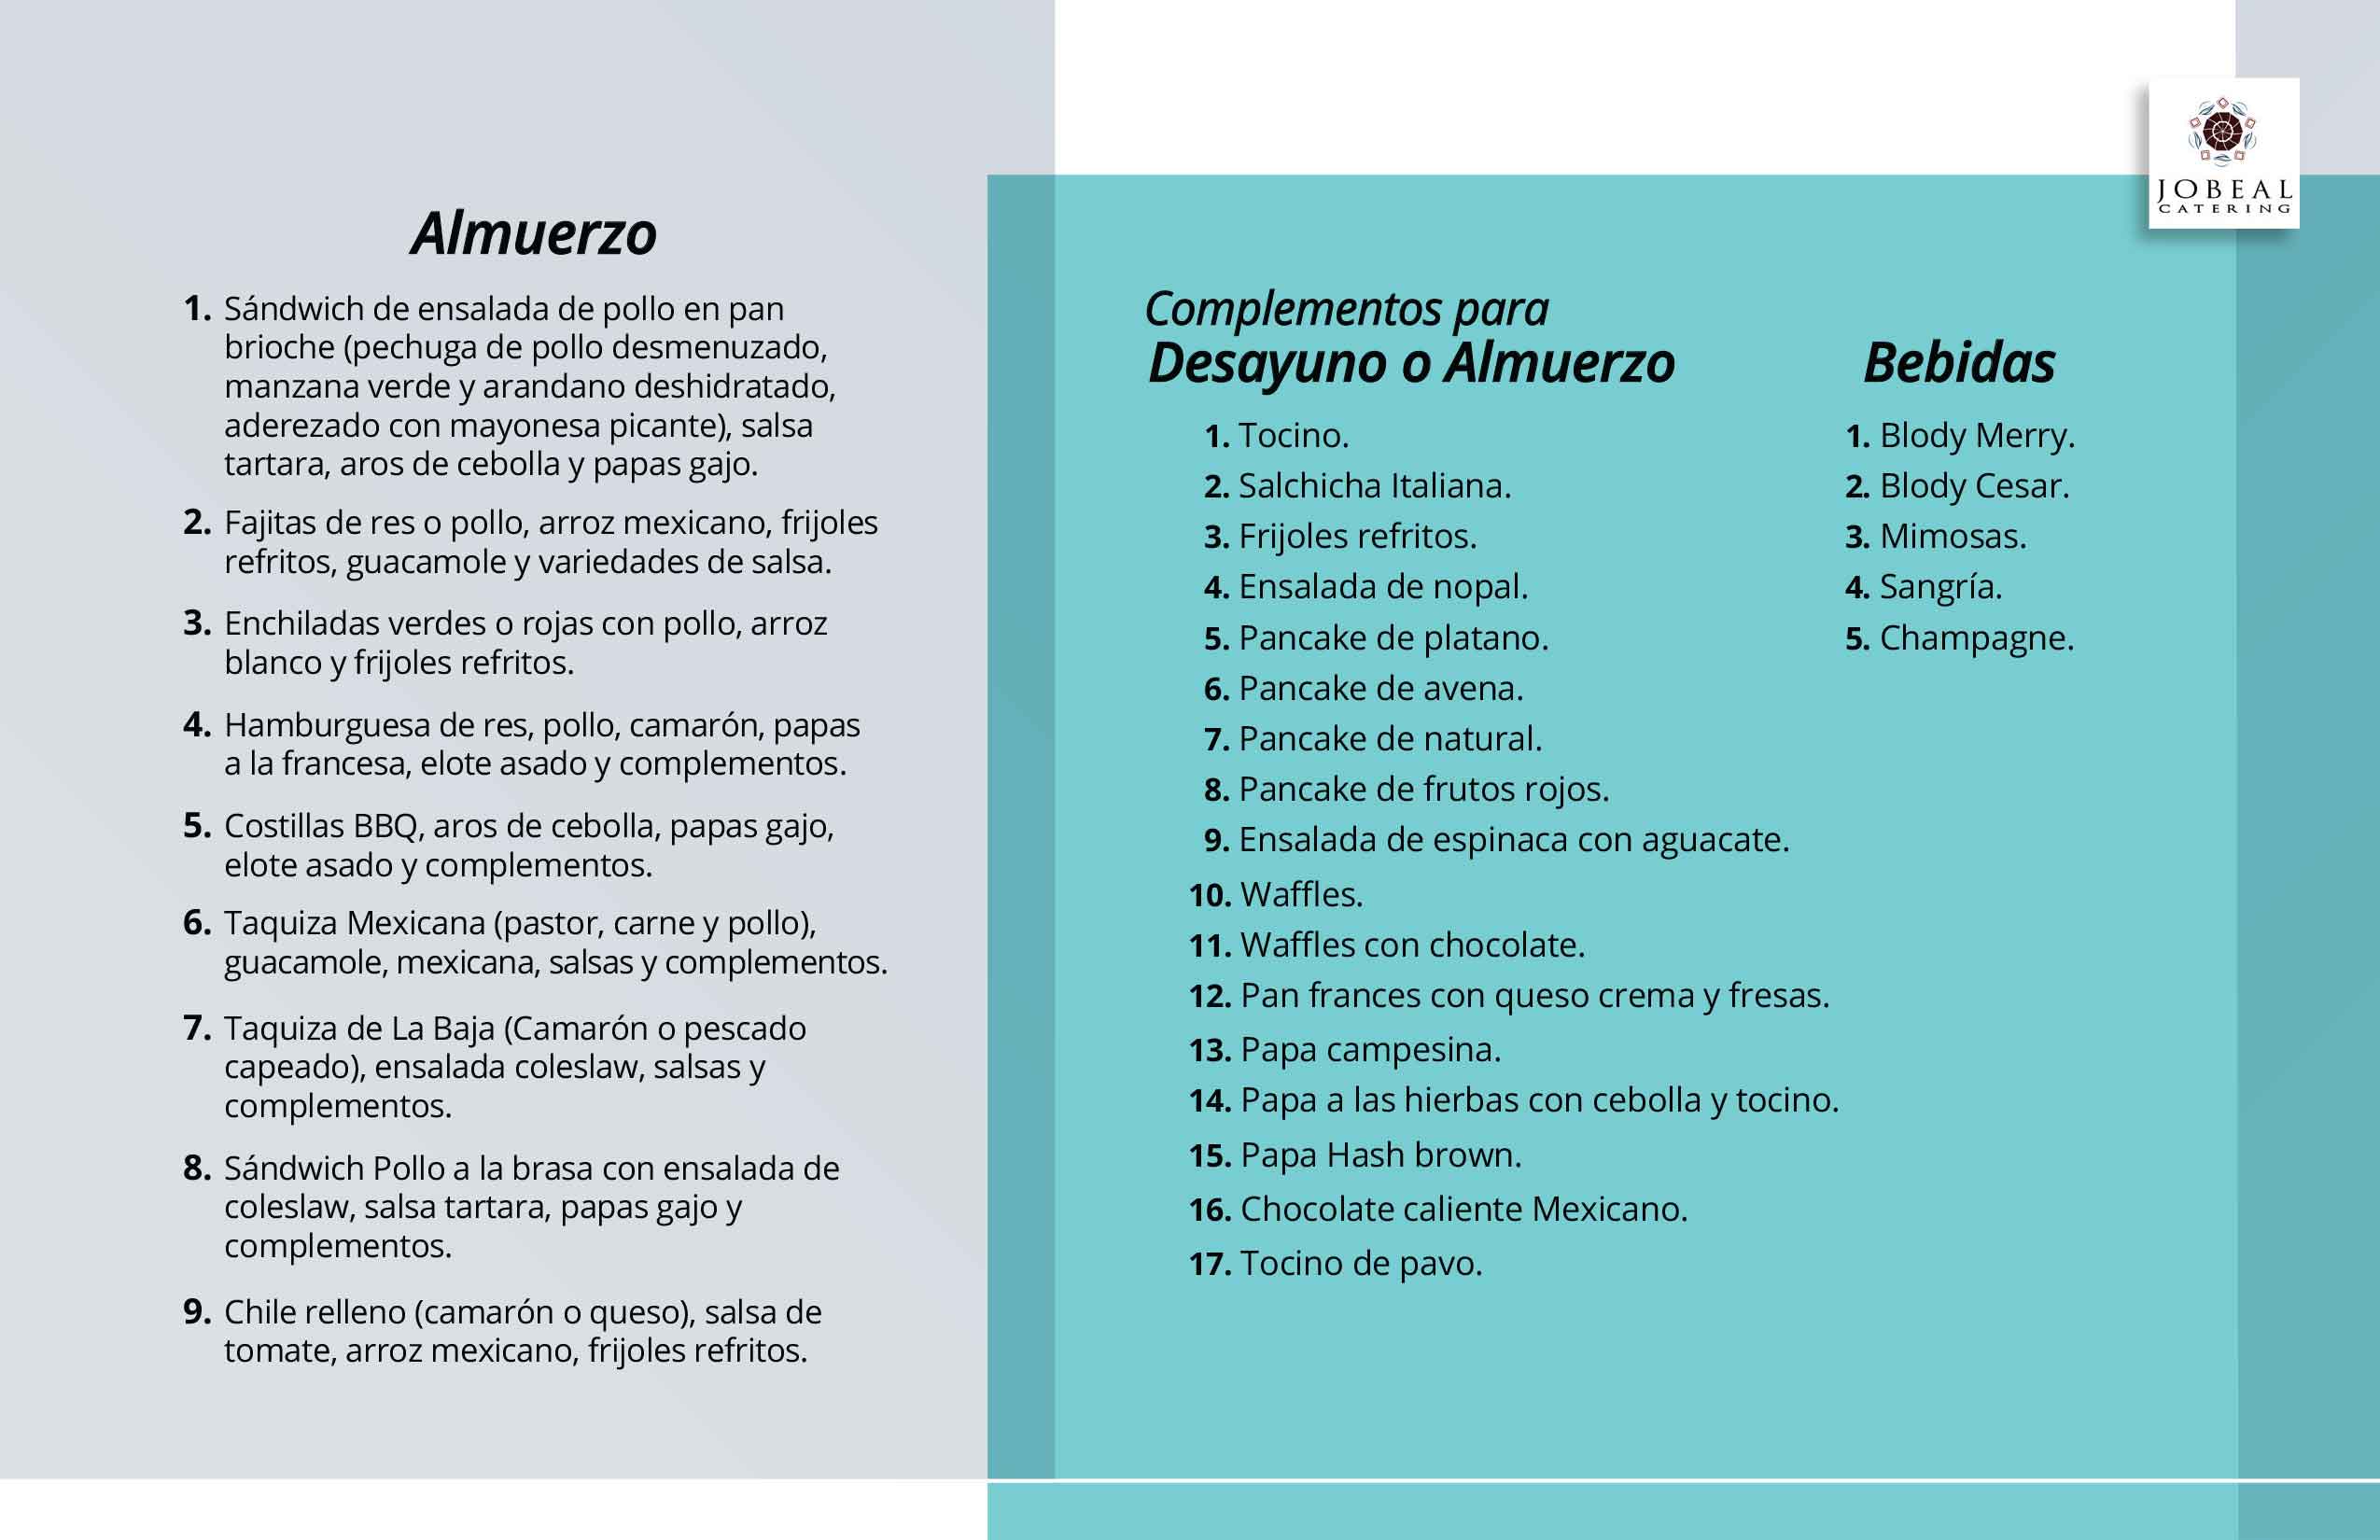 Almuerzo
1. Sándwich de ensalada de pollo en pan
brioche (pechuga de pollo desmenuzado,
manzana verde y arandano deshidratado,
aderezado con mayonesa picante), salsa
tartara, aros de cebolla y papas gajo.
2. Fajitas de res o pollo, arroz mexicano, frijoles
refritos, guacamole y variedades de salsa.
3. Enchiladas verdes o rojas con pollo, arroz
blanco y frijoles refritos.
4. Hamburguesa de res, pollo, camarón, papas
a la francesa, elote asado y complementos.
5. Costillas BBQ, aros de cebolla, papas gajo,
elote asado y complementos.
6. Taquiza Mexicana (pastor, carne y pollo),
guacamole, mexicana, salsas y complementos.
7. Taquiza de La Baja (Camarón o pescado
capeado), ensalada coleslaw, salsas y
complementos.
8. Sándwich Pollo a la brasa con ensalada de
coleslaw, salsa tartara, papas gajo y
complementos.
9. Chile relleno (camarón o queso), salsa de
tomate, arroz mexicano, frijoles refritos.
Complementos para
Desayuno o Almuerzo
1. Tocino.
2. Salchicha Italiana.
3. Frijoles refritos.
4. Ensalada de nopal.
5. Pancake de platano.
6. Pancake de avena.
7. Pancake de natural.
8. Pancake de frutos rojos.
9. Ensalada de espinaca con aguacate.
10. Waffles.
11. Waffles con chocolate.
12. Pan frances con queso crema y fresas.
13. Papa campesina.
14. Papa a las hierbas con cebolla y tocino.
15. Papa Hash brown.
16. Chocolate caliente Mexicano.
17. Tocino de pavo.
Bebidas
1. Blody Merry.
2. Blody Cesar.
3. Mimosas.
4. Sangría.
5. Champagne.
JOBEAL
CATERING